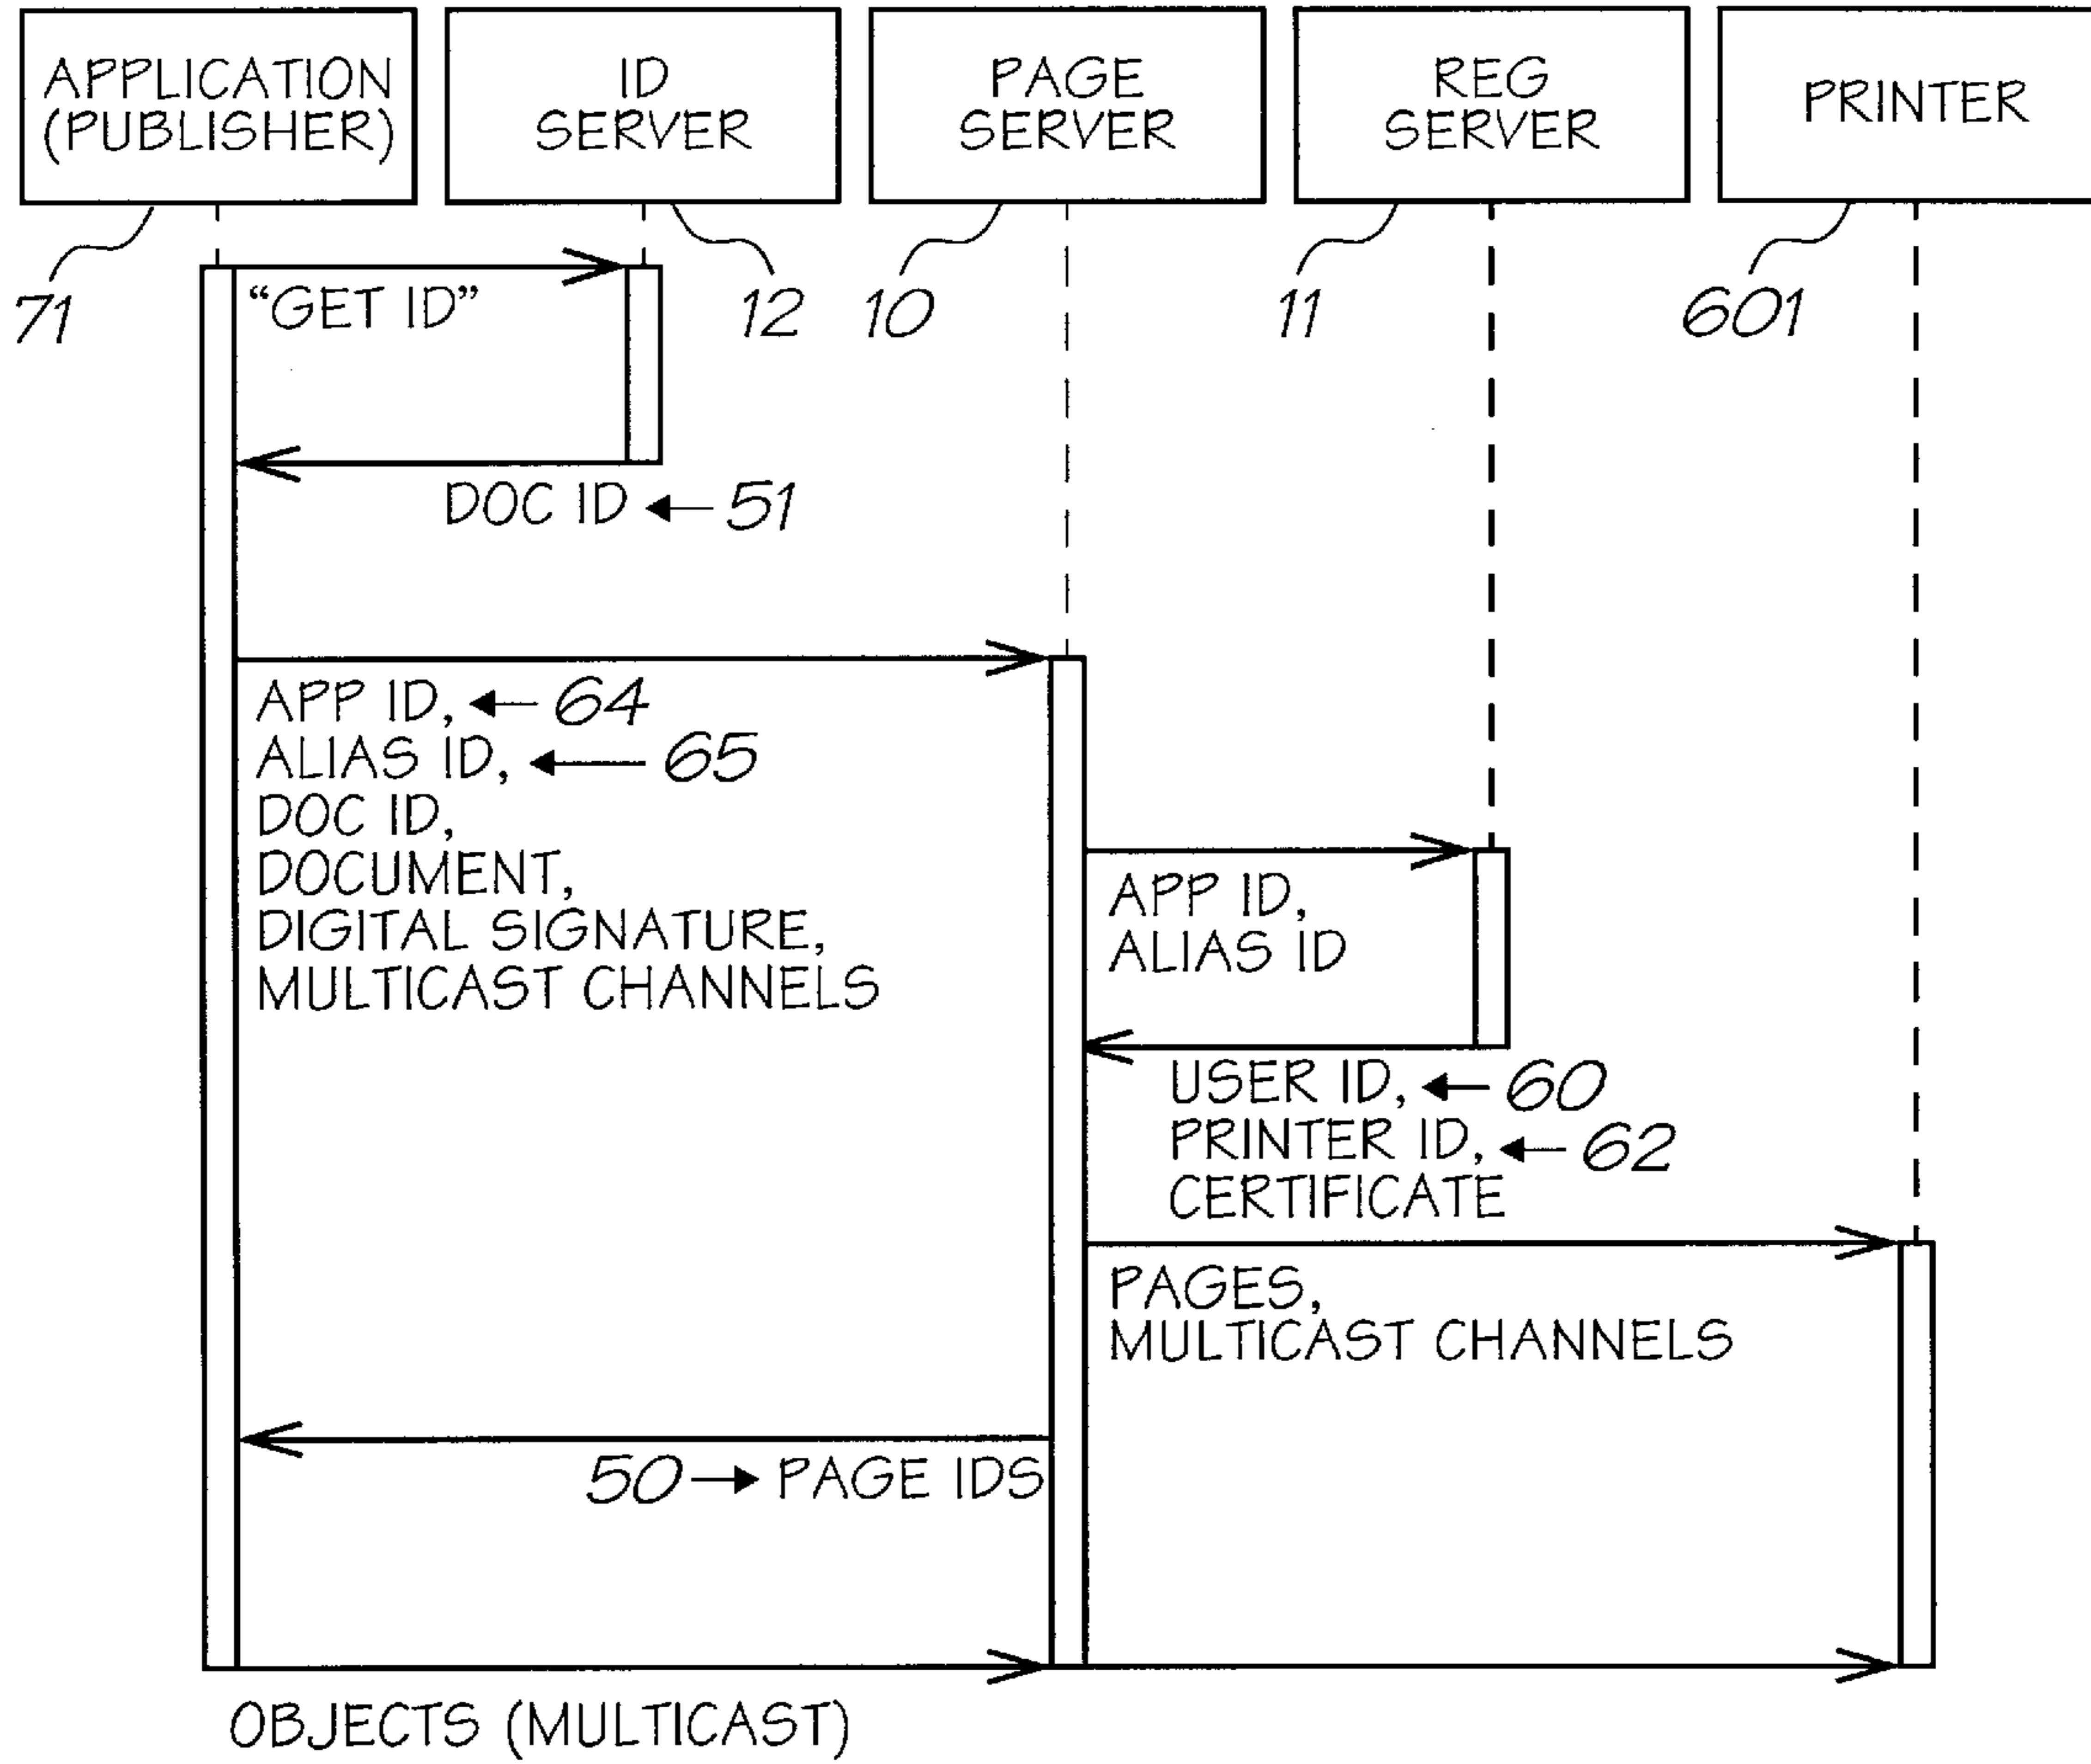 APPLICATION
(PUBLISHER)
ID
SERVER
PAGE
SERVER
REG
SERVER
PRINTER
71
12
10
11
601
“GET ID”
DOC ID
51
APP ID,
64
ALIAS ID,
65
DOC ID,
DOCUMENT,
DIGITAL SIGNATURE,
MULTICAST CHANNELS
APP ID,
ALIAS ID
USER ID,
60
PRINTER ID,
62
CERTIFICATE
PAGES,
MULTICAST CHANNELS
50
PAGE IDS
OBJECTS (MULTICAST)